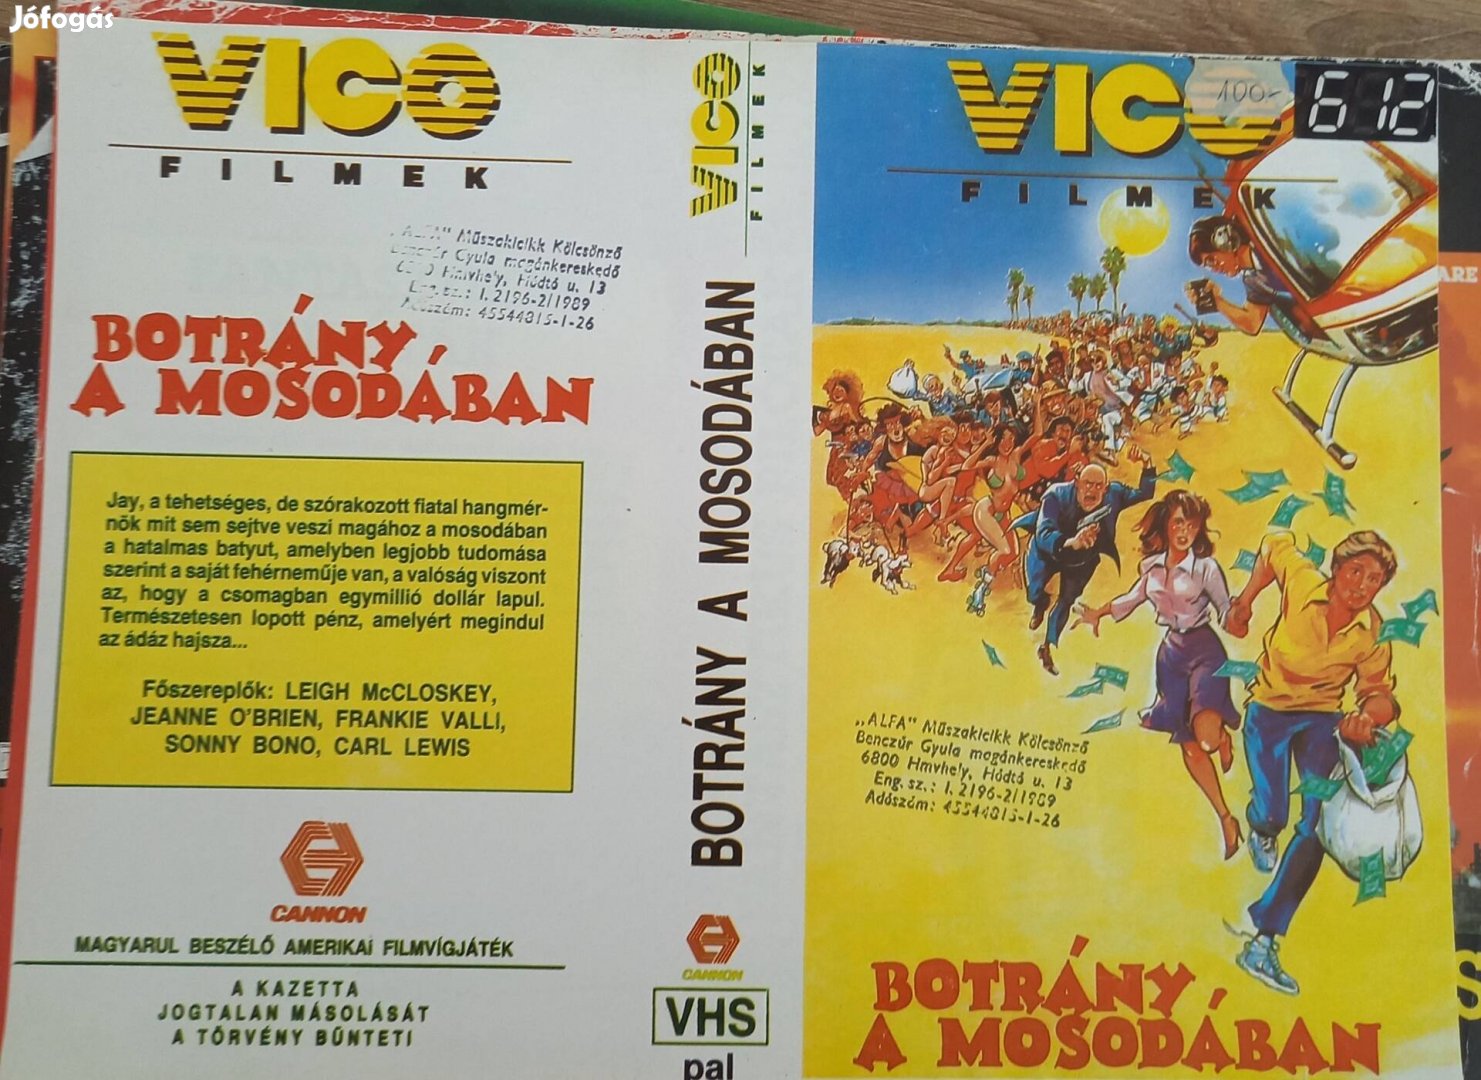 Jófogás
VICO
FILMEK
„ALFA" Műszakicikk Kölcsönző
Benczúr Gyula magánkereskedő
6800 Hmvhely, Hódtó u. 13
Eng. sz.: I. 2196-2/1989
Adószám: 45544815-1-26
BOTRÁNY
A MOSODÁBAN
Jay, a tehetséges, de szórakozott fiatal hangmér-
nök mit sem sejtve veszi magához a mosodában
a hatalmas batyut, amelyben legjobb tudomása
szerint a saját fehérneműje van, a valóság viszont
az, hogy a csomagban egymillió dollár lapul.
Természetesen lopott pénz, amelyért megindul
az ádáz hajsza...
Főszereplők: LEIGH McCLOSKEY,
JEANNE O'BRIEN, FRANKIE VALLI,
SONNY BONO, CARL LEWIS
CANNON
MAGYARUL BESZÉLŐ AMERIKAI FILMVÍGJÁTÉK
A KAZETTA
JOGTALAN MÁSOLÁSÁT
A TÖRVÉNY BÜNTETI
VICO
FILMEK
BOTRÁNY A MOSODÁBAN
CANNON
VHS
pal
VICO
100.-
612
FILMEK
„ALFA" Műszakicikk Kölcsönző
Benczúr Gyula magánkereskedő
6800 Hmvhely, Hódtó u. 13
Eng. sz.: I. 2196-2/1989
Adószám: 45544815-1-26
BOTRÁNY
A MOSODÁBAN
ARE
S